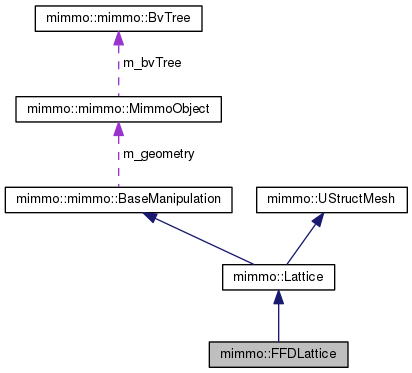 mimmo::mimmo::BvTree
m_bvTree
mimmo::mimmo::MimmoObject
m_geometry
mimmo::mimmo::BaseManipulation
mimmo::UStructMesh
mimmo::Lattice
mimmo::FFDLattice